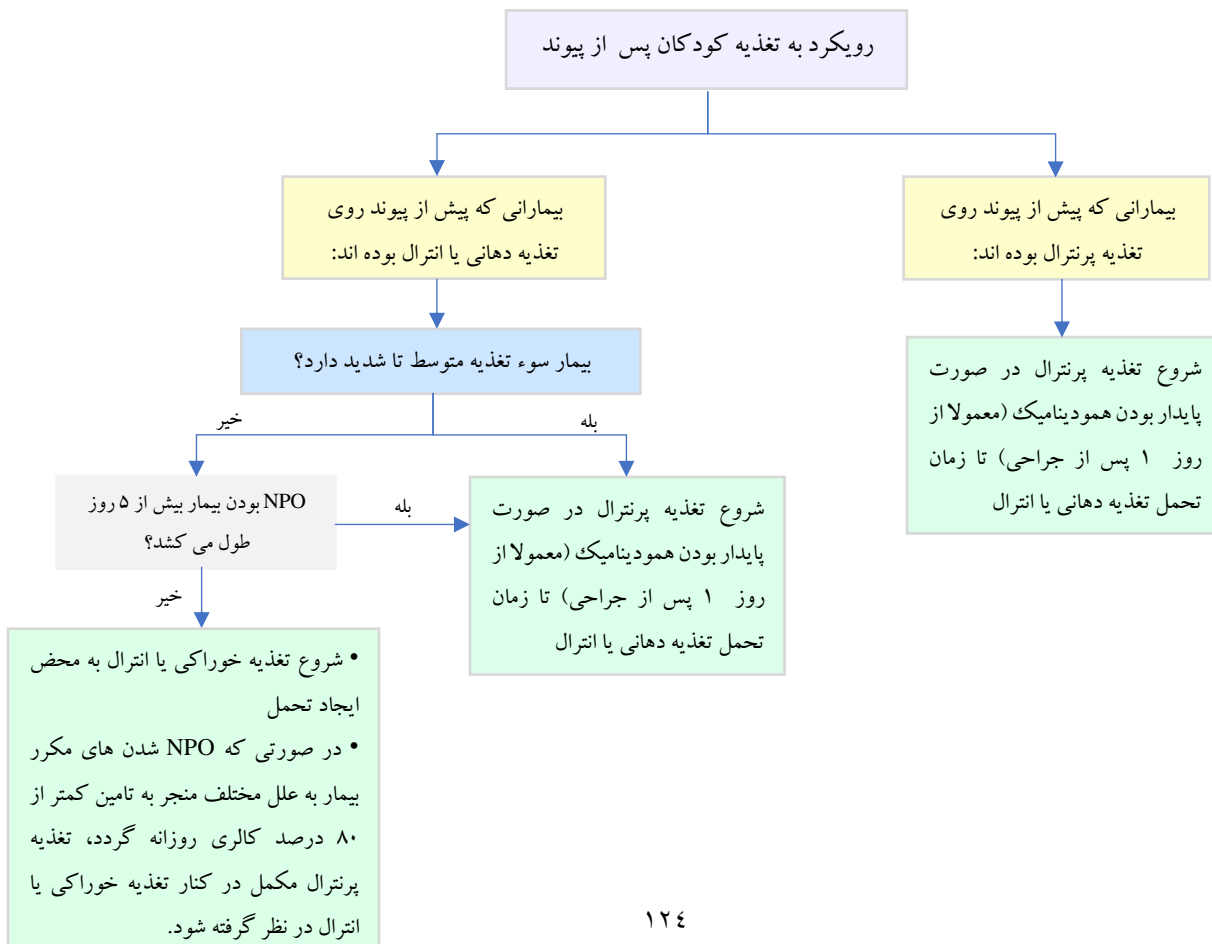 رویکرد به تغذیه کودکان پس از پیوند
بیمارانی که پیش از پیوند روی
تغذیه پرنترال بوده اند:
شروع تغذیه پرنترال در صورت
پایدار بودن همودینامیک (معمولا از
روز ۱ پس از جراحی) تا زمان
تحمل تغذیه دهانی یا انترال
بیمارانی که پیش از پیوند روی
تغذیه دهانی یا انترال بوده اند:
بیمار سوء تغذیه متوسط تا شدید دارد؟
بله
خیر
شروع تغذیه پرنترال در صورت
پایدار بودن همودینامیک (معمولا از
روز ۱ پس از جراحی) تا زمان
تحمل تغذیه دهانی یا انترال
NPO بودن بیمار بیش از ۵ روز
طول می کشد؟
بله
خیر
• شروع تغذیه خوراکی یا انترال به محض
ایجاد تحمل
• در صورتی که NPO شدن های مکرر
بیمار به علل مختلف منجر به تامین کمتر از
۸۰ درصد کالری روزانه گردد، تغذیه
پرنترال مکمل در کنار تغذیه خوراکی یا
انترال در نظر گرفته شود.
١٢٤